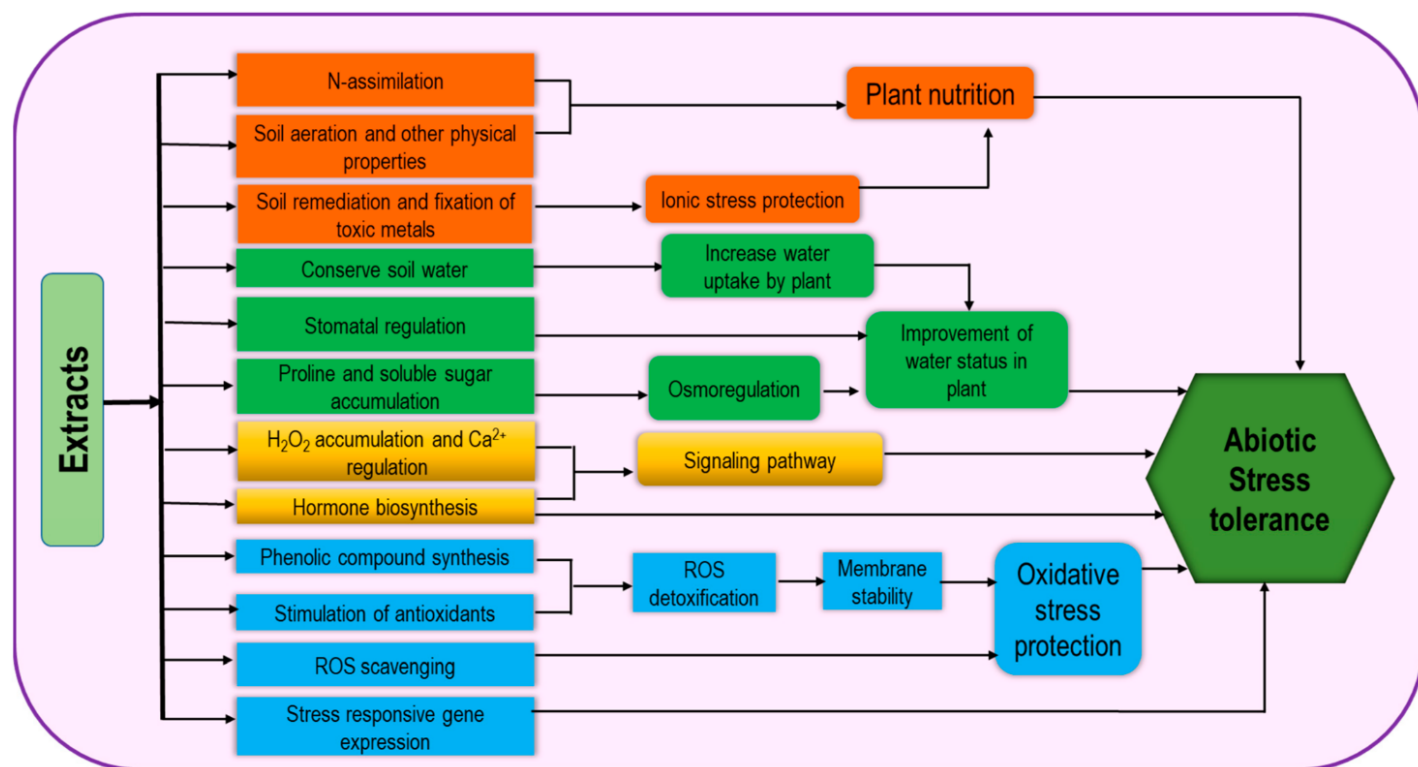 Extracts
N-assimilation
Soil aeration and other physical
properties
Soil remediation and fixation of
toxic metals
Conserve soil water
Stomatal regulation
Proline and soluble sugar
accumulation
H₂O₂ accumulation and Ca²⁺
regulation
Hormone biosynthesis
Phenolic compound synthesis
Stimulation of antioxidants
ROS scavenging
Stress responsive gene
expression
Plant nutrition
Ionic stress protection
Increase water
uptake by plant
Improvement of
water status in
plant
Osmoregulation
Signaling pathway
ROS
detoxification
Membrane
stability
Oxidative
stress
protection
Abiotic
Stress
tolerance